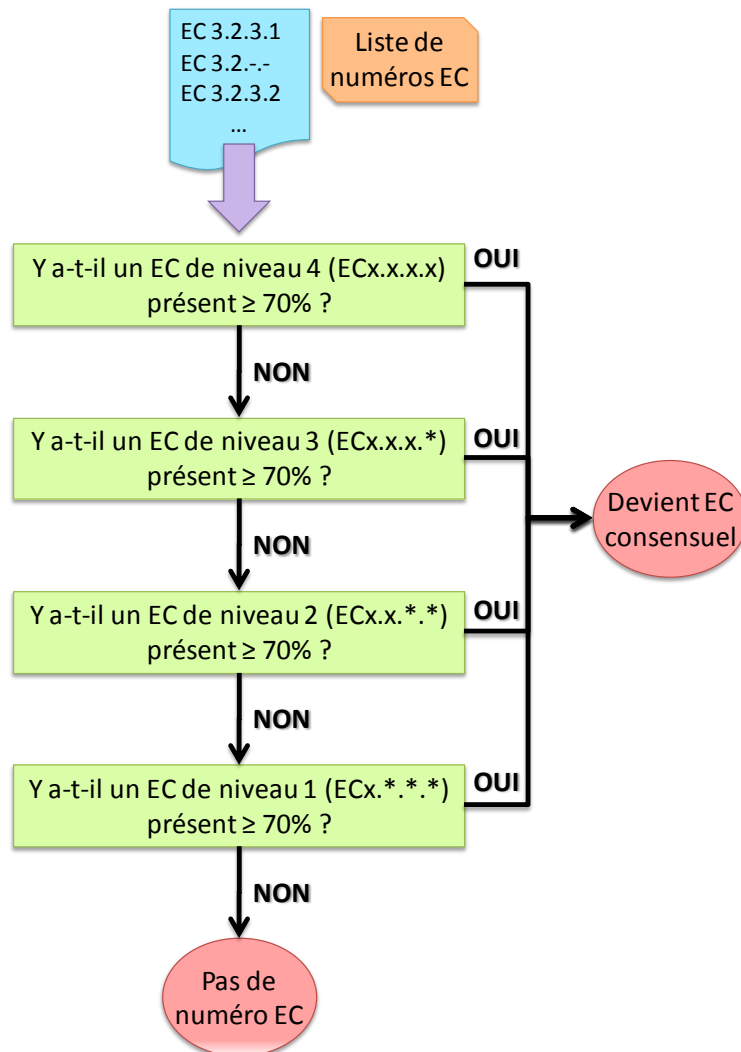 EC 3.2.3.1
EC 3.2.-.-
EC 3.2.3.2
...
Liste de
numéros EC
Y a-t-il un EC de niveau 4 (ECx.x.x.x)
présent ≥ 70% ?
OUI
NON
Y a-t-il un EC de niveau 3 (ECx.x.x.*)
présent ≥ 70% ?
OUI
Devient EC
consensuel
NON
Y a-t-il un EC de niveau 2 (ECx.x.*.*)
présent ≥ 70% ?
OUI
NON
Y a-t-il un EC de niveau 1 (ECx.*.*.*)
présent ≥ 70% ?
OUI
NON
Pas de
numéro EC